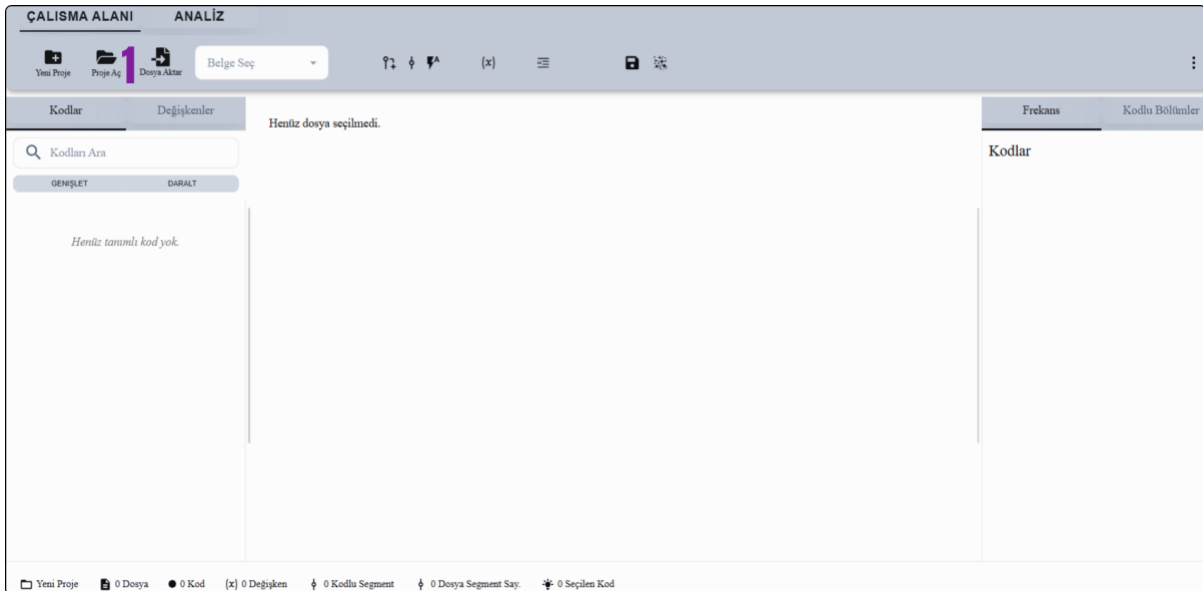 ÇALISMA ALANI
ANALİZ
Yeni Proje
Proje Aç
1
Dosya Aktar
Belge Seç
(x)
Kodlar
Değişkenler
Henüz dosya seçilmedi.
Frekans
Kodlu Bölümler
Kodları Ara
Kodlar
GENIŞLET
DARALT
Henüz tanımlı kod yok.
Yeni Proje
0 Dosya
0 Kod
(x) 0 Değişken
0 Kodlu Segment
0 Dosya Segment Say.
0 Seçilen Kod